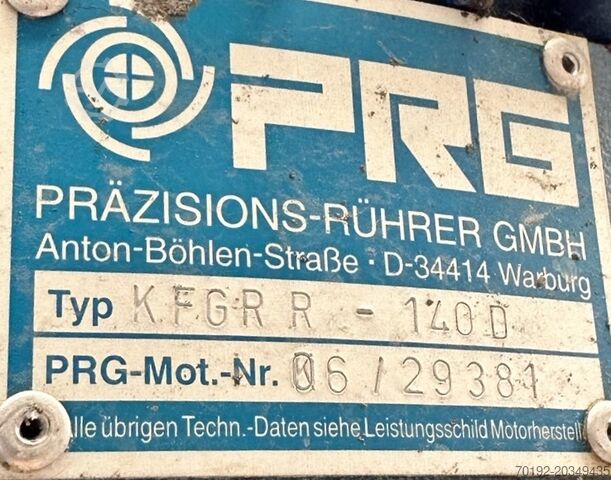 PRG
PRÄZISIONS-RÜHRER GMBH
Anton-Böhlen-Straße · D-34414 Warburg
Typ KFGRR - 140D
PRG-Mot.-Nr. 06/29381
Alle übrigen Techn.-Daten siehe Leistungsschild Motorherstell
70192-20349435